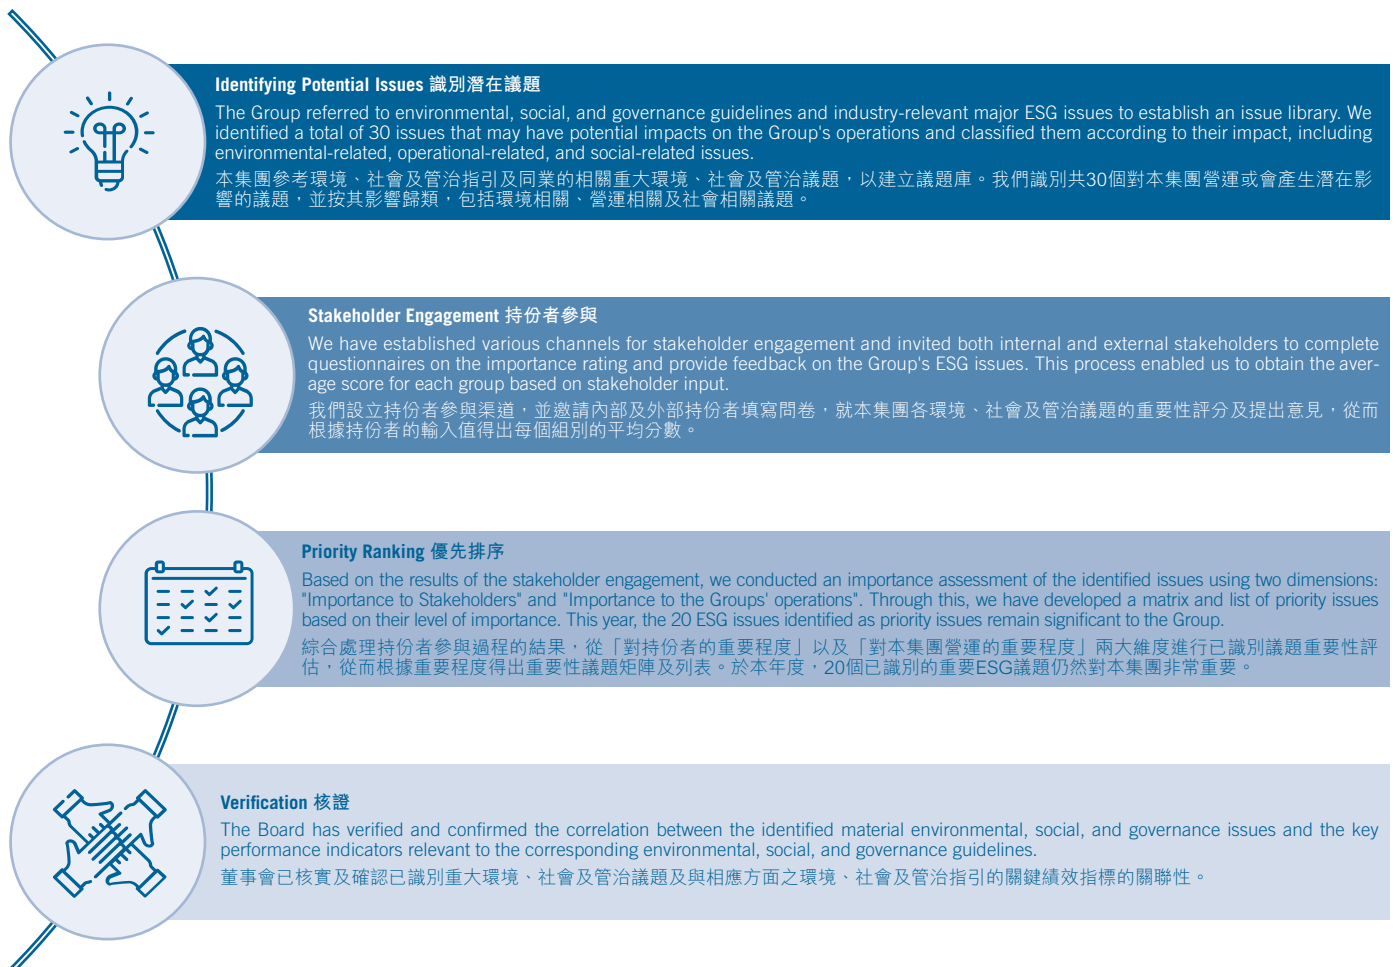 Identifying Potential Issues 識別潛在議題
The Group referred to environmental, social, and governance guidelines and industry-relevant major ESG issues to establish an issue library. We
identified a total of 30 issues that may have potential impacts on the Group's operations and classified them according to their impact, including
environmental-related, operational-related, and social-related issues.
本集團參考環境、社會及管治指引及同業的相關重大環境、社會及管治議題，以建立議題庫。我們識別共30個對本集團營運或會產生潛在影
響的議題，並按其影響歸類，包括環境相關、營運相關及社會相關議題。
Stakeholder Engagement 持份者參與
We have established various channels for stakeholder engagement and invited both internal and external stakeholders to complete
questionnaires on the importance rating and provide feedback on the Group's ESG issues. This process enabled us to obtain the aver-
age score for each group based on stakeholder input.
我們設立持份者參與渠道，並邀請內部及外部持份者填寫問卷，就本集團各環境、社會及管治議題的重要性評分及提出意見，從而
根據持份者的輸入值得出每個組別的平均分數。
Priority Ranking 優先排序
Based on the results of the stakeholder engagement, we conducted an importance assessment of the identified issues using two dimensions:
"Importance to Stakeholders" and "Importance to the Groups' operations". Through this, we have developed a matrix and list of priority issues
based on their level of importance. This year, the 20 ESG issues identified as priority issues remain significant to the Group.
綜合處理持份者參與過程的結果，從「對持份者的重要程度」以及「對本集團營運的重要程度」兩大維度進行已識別議題重要性評
估，從而根據重要程度得出重要性議題矩陣及列表。於本年度，20個已識別的重要ESG議題仍然對本集團非常重要。
Verification 核證
The Board has verified and confirmed the correlation between the identified material environmental, social, and governance issues and the key
performance indicators relevant to the corresponding environmental, social, and governance guidelines.
董事會已核實及確認已識別重大環境、社會及管治議題及與相應方面之環境、社會及管治指引的關鍵績效指標的關聯性。